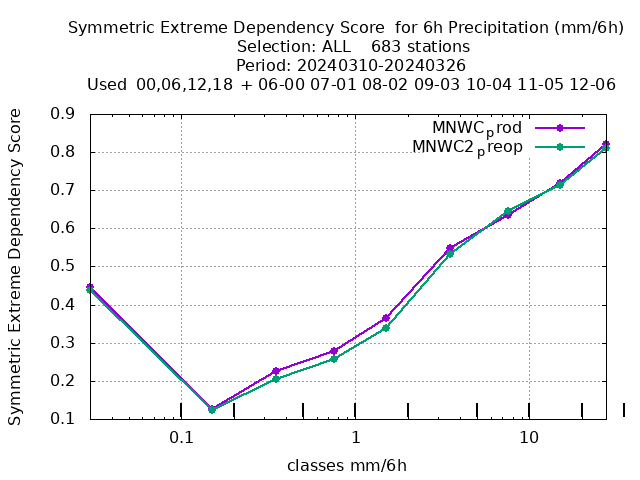 Symmetric Extreme Dependency Score  for 6h Precipitation (mm/6h)
Selection: ALL    683 stations
Period: 20240310-20240326
Used  00,06,12,18  + 06-00 07-01 08-02 09-03 10-04 11-05 12-06
Symmetric Extreme Dependency Score
0.9
0.8
0.7
0.6
0.5
0.4
0.3
0.2
0.1
MNWCprod
MNWC2preop
0.1 1 10
classes mm/6h